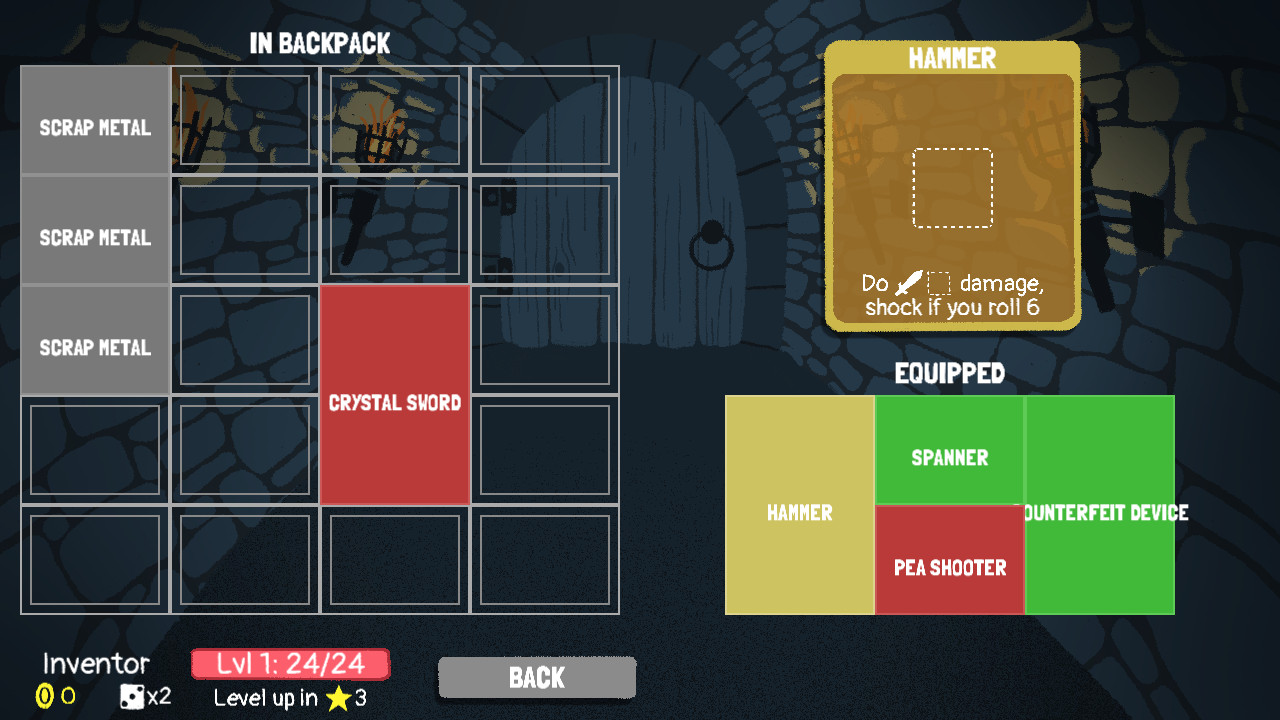 IN BACKPACK
SCRAP METAL
SCRAP METAL
SCRAP METAL
CRYSTAL SWORD
HAMMER
Do damage,
shock if you roll 6
EQUIPPED
HAMMER
SPANNER
PEA SHOOTER
OUNTERFEIT DEVICE
Inventor
0
x2
Lvl 1: 24/24
Level up in 3
BACK